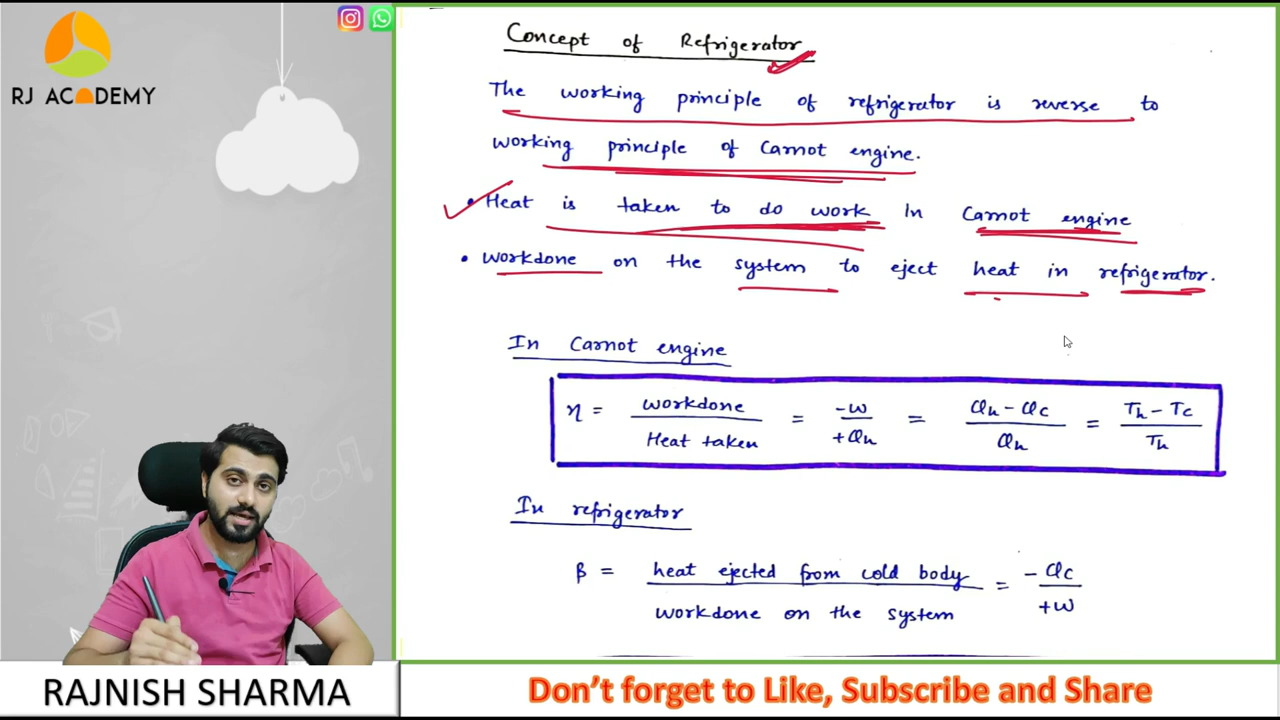 RJ ACADEMY
Concept of Refrigerator
The working principle of refrigerator is reverse to
working principle of Carnot engine.
• Heat is taken to do work In Carnot engine
• workdone on the system to eject heat in refrigerator.
In Carnot engine
η = workdone / Heat taken = -w / +Qh = Qh - Qc / Qh = Th - Tc / Th
In refrigerator
β = heat ejected from cold body / workdone on the system = - Qc / +w
RAJNISH SHARMA
Don't forget to Like, Subscribe and Share